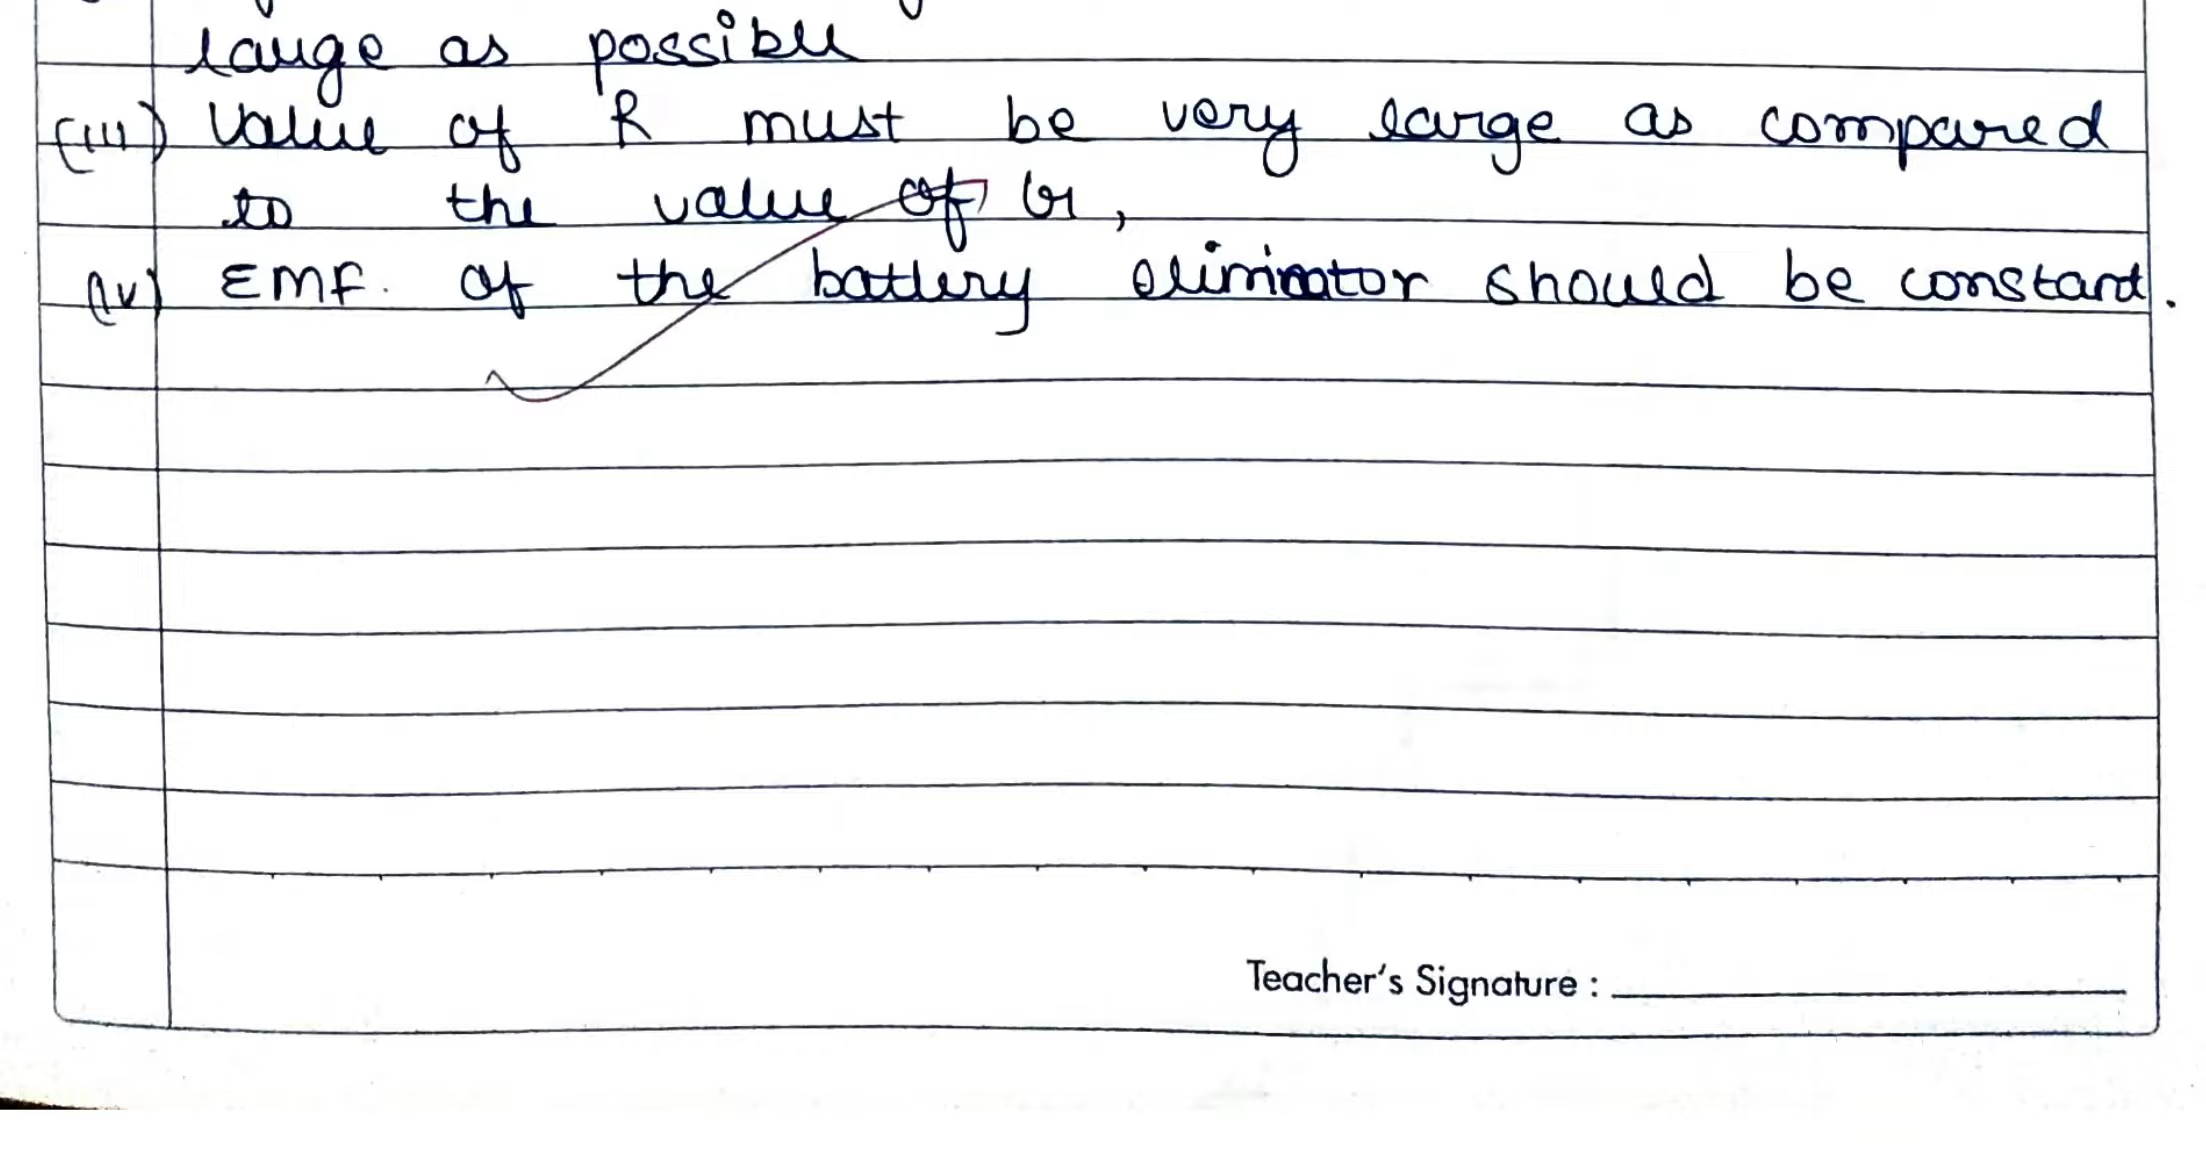 large as possible
(iii) Value of R must be very large as compared
to the value of G,
(iv) EMF. of the battery eliminator should be constant.
Teacher's Signature :